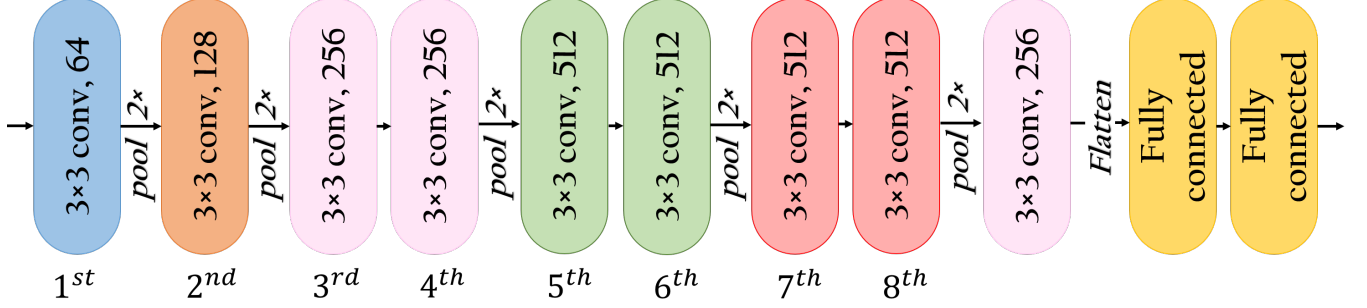 3×3 conv, 64
pool 2×
3×3 conv, 128
pool 2×
3×3 conv, 256
3×3 conv, 256
pool 2×
3×3 conv, 512
3×3 conv, 512
pool 2×
3×3 conv, 512
3×3 conv, 512
pool 2×
3×3 conv, 256
Flatten
Fully
connected
Fully
connected
1st
2nd
3rd
4th
5th
6th
7th
8th